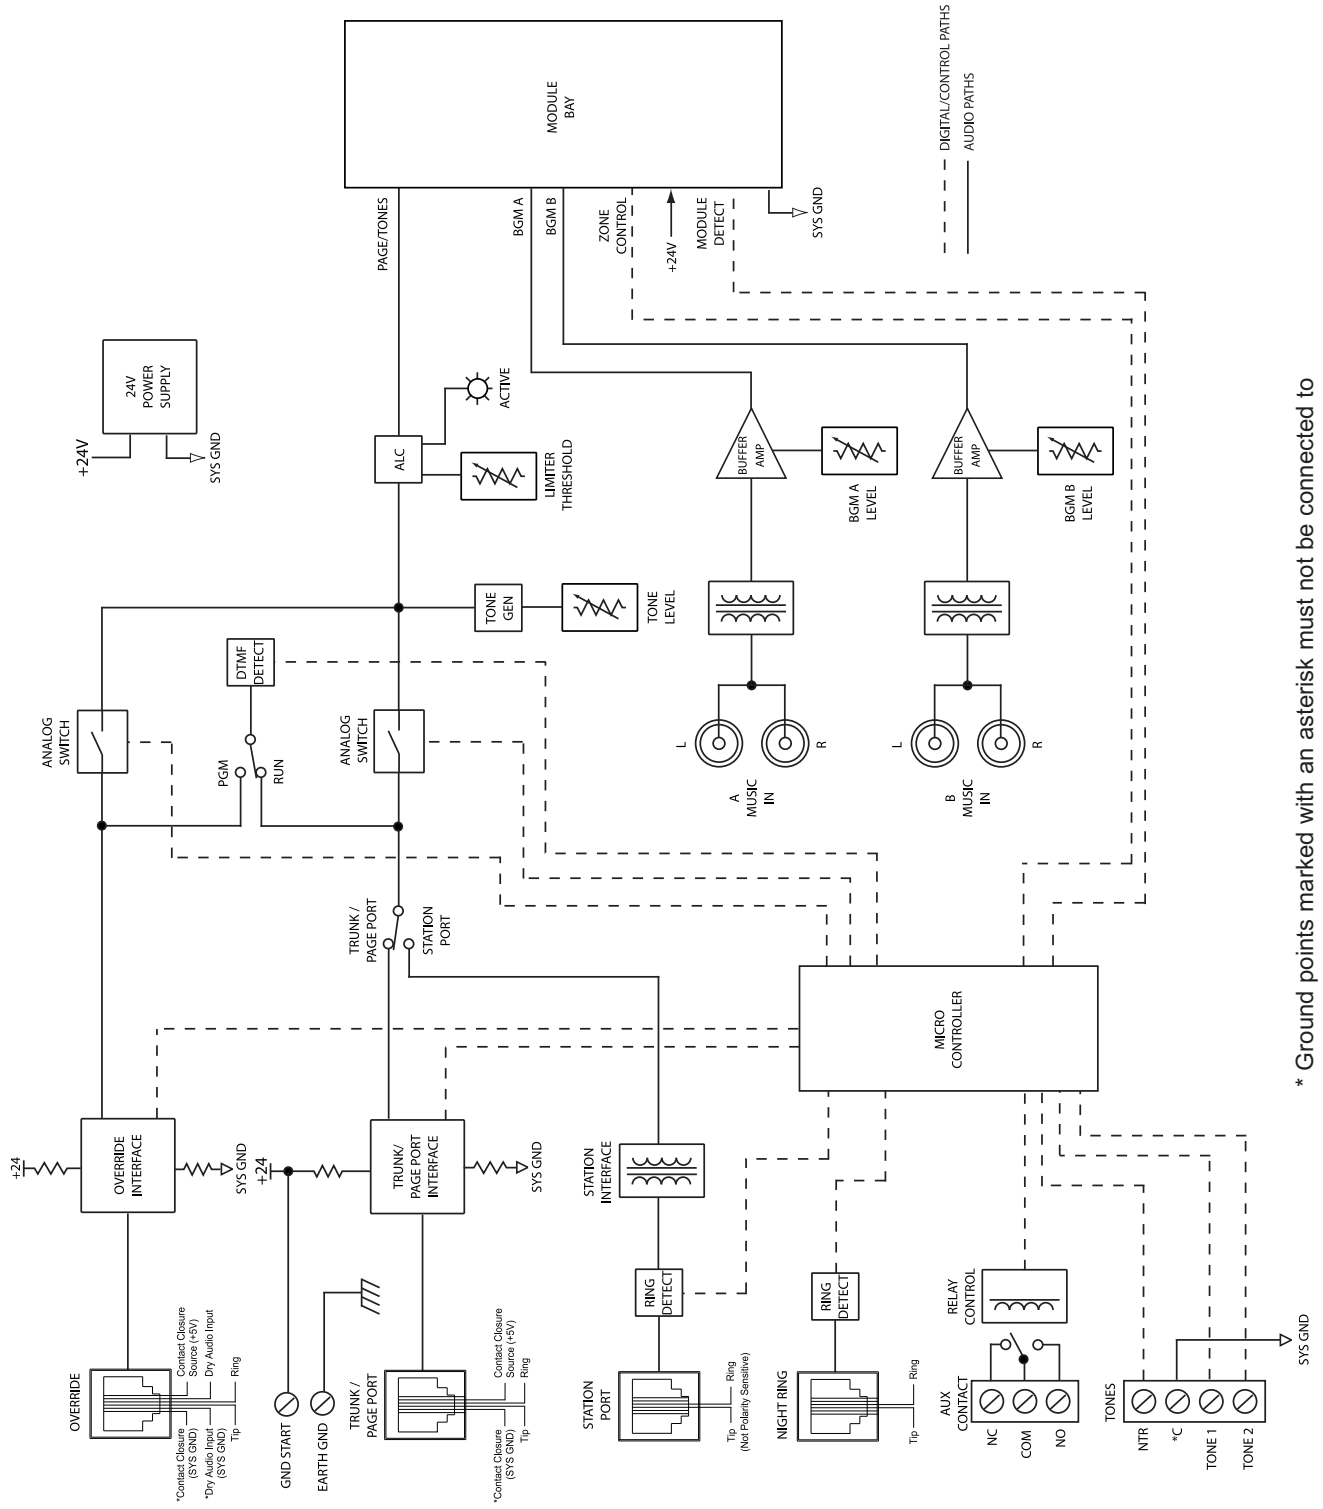 OVERRIDE
*Contact Closure
(SYS GND)
*Dry Audio Input
(SYS GND)
Tip
Contact Closure
Source (+5V)
Dry Audio Input
Ring
+24
OVERRIDE
INTERFACE
SYS GND
ANALOG
SWITCH
+24V
24V
POWER
SUPPLY
SYS GND
GND START
EARTH GND
+24
PGM
RUN
DTMF
DETECT
TRUNK /
PAGE PORT
*Contact Closure
(SYS GND)
Tip
Contact Closure
Source (+5V)
Ring
TRUNK/
PAGE PORT
INTERFACE
SYS GND
TRUNK /
PAGE PORT
STATION
PORT
ANALOG
SWITCH
TONE
GEN
TONE
LEVEL
ALC
LIMITER
THRESHOLD
ACTIVE
PAGE/TONES
BGM A
BGM B
ZONE
CONTROL
+24V
MODULE
DETECT
SYS GND
MODULE
BAY
STATION
PORT
Tip
Ring
(Not Polarity Sensitive)
RING
DETECT
STATION
INTERFACE
L
R
A
MUSIC
IN
BUFFER
AMP
BGM A
LEVEL
NIGHT RING
Tip
Ring
RING
DETECT
MICRO
CONTROLLER
L
R
B
MUSIC
IN
BUFFER
AMP
BGM B
LEVEL
AUX
CONTACT
NC
COM
NO
RELAY
CONTROL
TONES
NTR
*C
TONE 1
TONE 2
SYS GND
DIGITAL/CONTROL PATHS
AUDIO PATHS
* Ground points marked with an asterisk must not be connected to